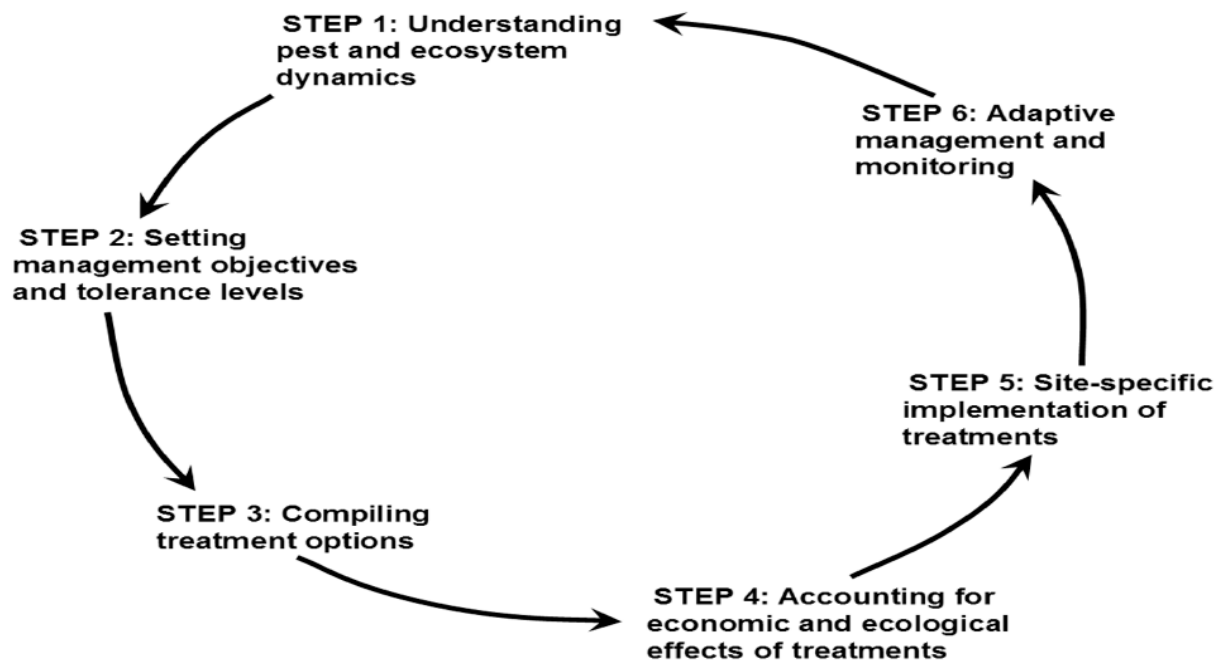 STEP 1: Understanding
pest and ecosystem
dynamics
STEP 2: Setting
management objectives
and tolerance levels
STEP 3: Compiling
treatment options
STEP 4: Accounting for
economic and ecological
effects of treatments
STEP 5: Site-specific
implementation of
treatments
STEP 6: Adaptive
management and
monitoring